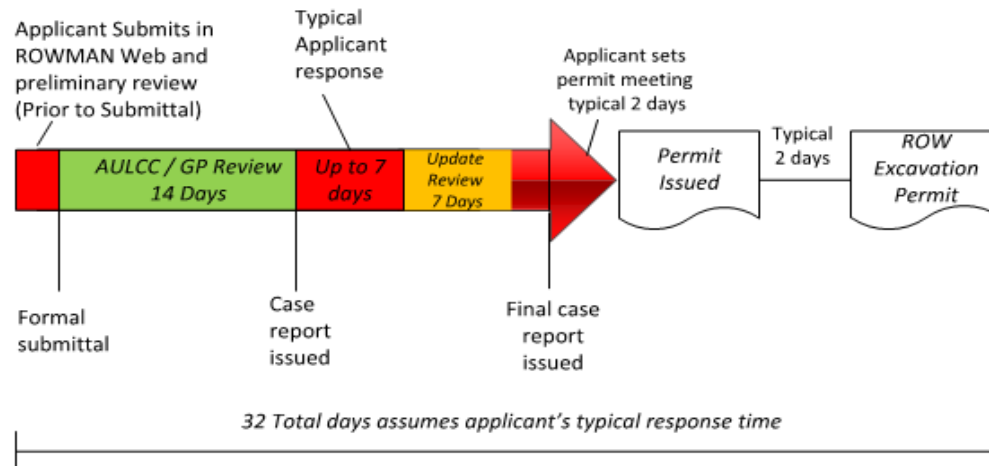 Applicant Submits in
ROWMAN Web and
preliminary review
(Prior to Submittal)
Typical
Applicant
response
Applicant sets
permit meeting
typical 2 days
AULCC / GP Review
14 Days
Up to 7
days
Update
Review
7 Days
Permit
Issued
Typical
2 days
ROW
Excavation
Permit
Formal
submittal
Case
report
issued
Final case
report
issued
32 Total days assumes applicant's typical response time